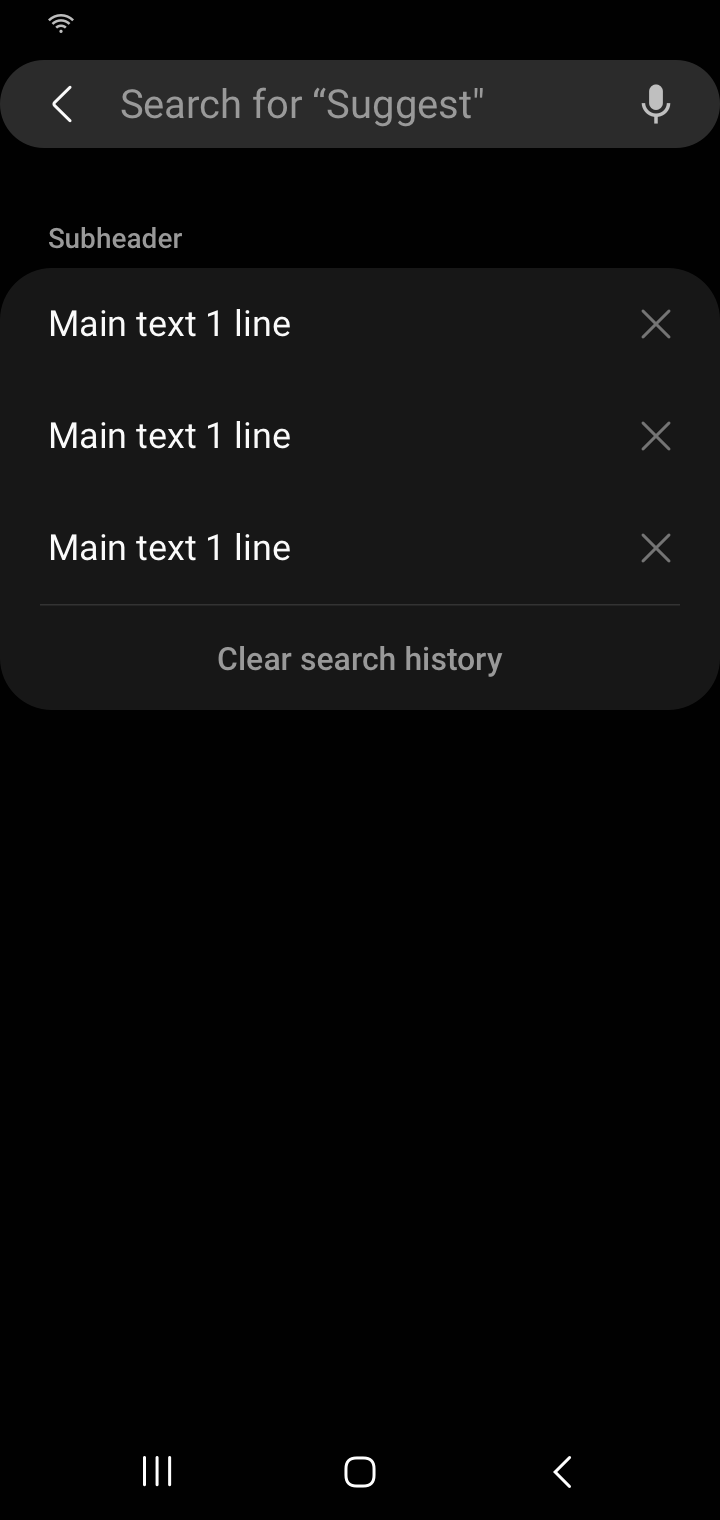 Search for “Suggest"
Subheader
Main text 1 line
Main text 1 line
Main text 1 line
Clear search history